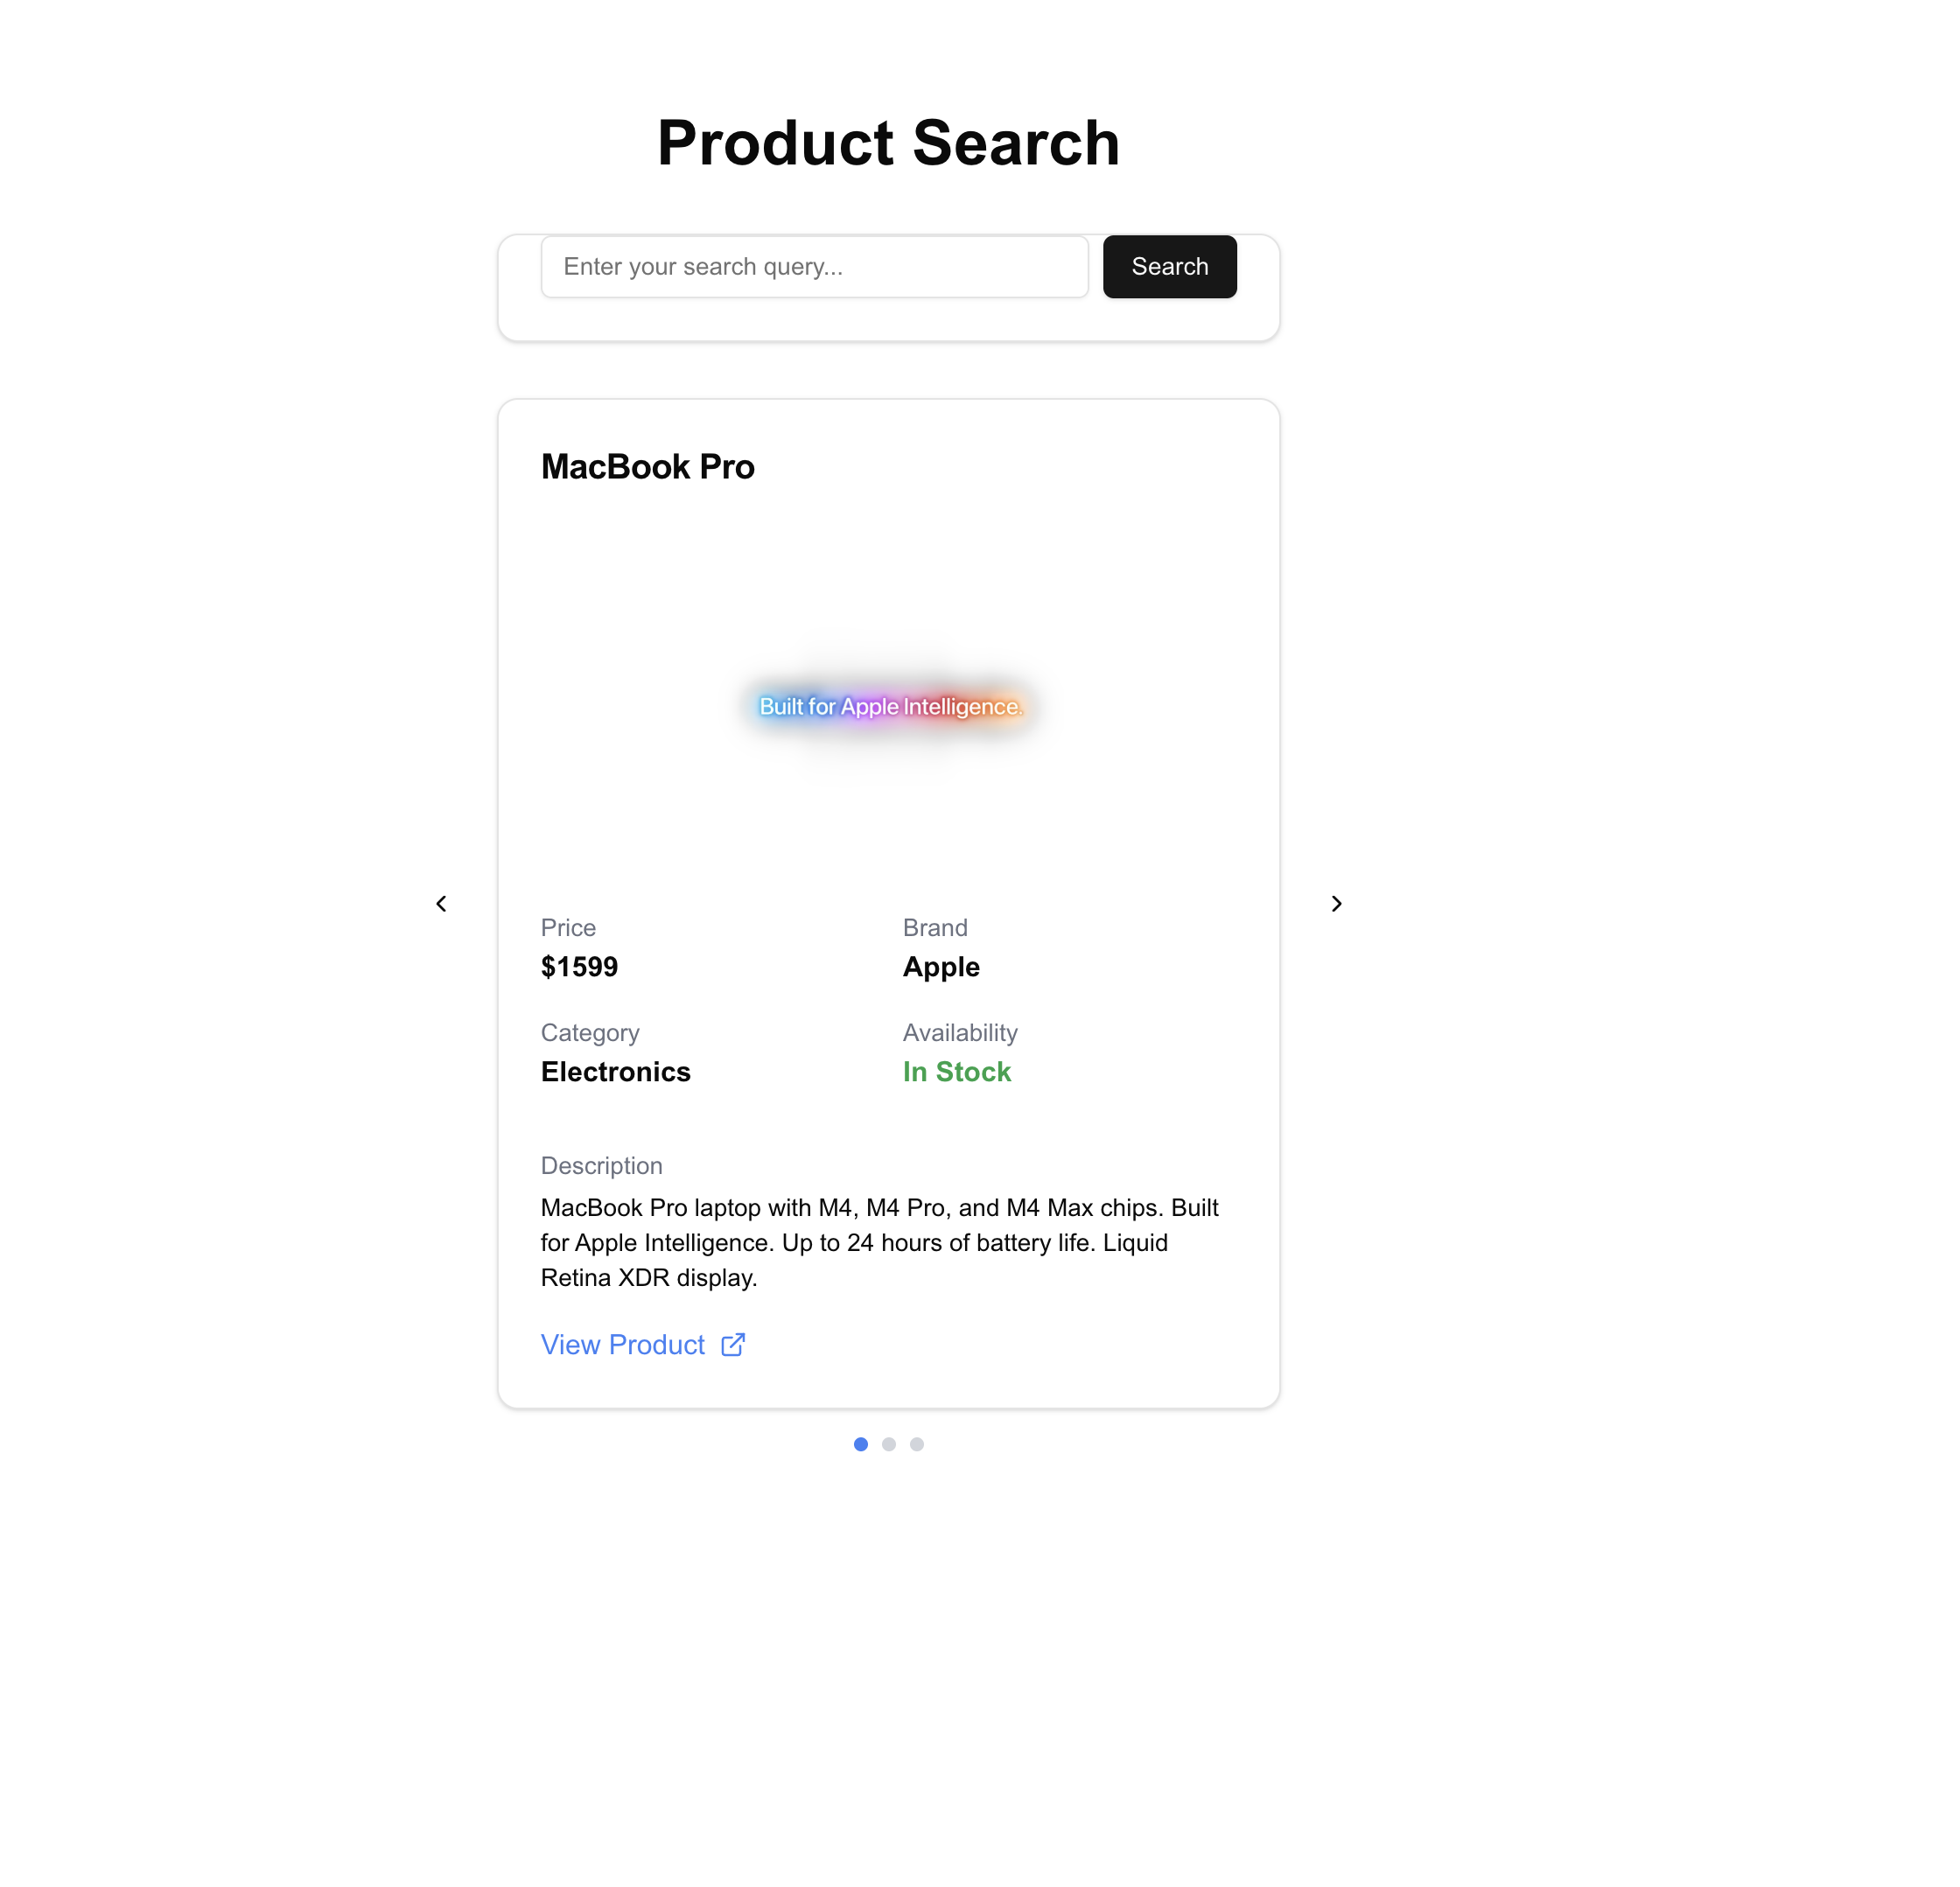 Product Search
Enter your search query...
Search
MacBook Pro
Built for Apple Intelligence.
Price
Brand
$1599
Apple
Category
Availability
Electronics
In Stock
Description
MacBook Pro laptop with M4, M4 Pro, and M4 Max chips. Built
for Apple Intelligence. Up to 24 hours of battery life. Liquid
Retina XDR display.
View Product